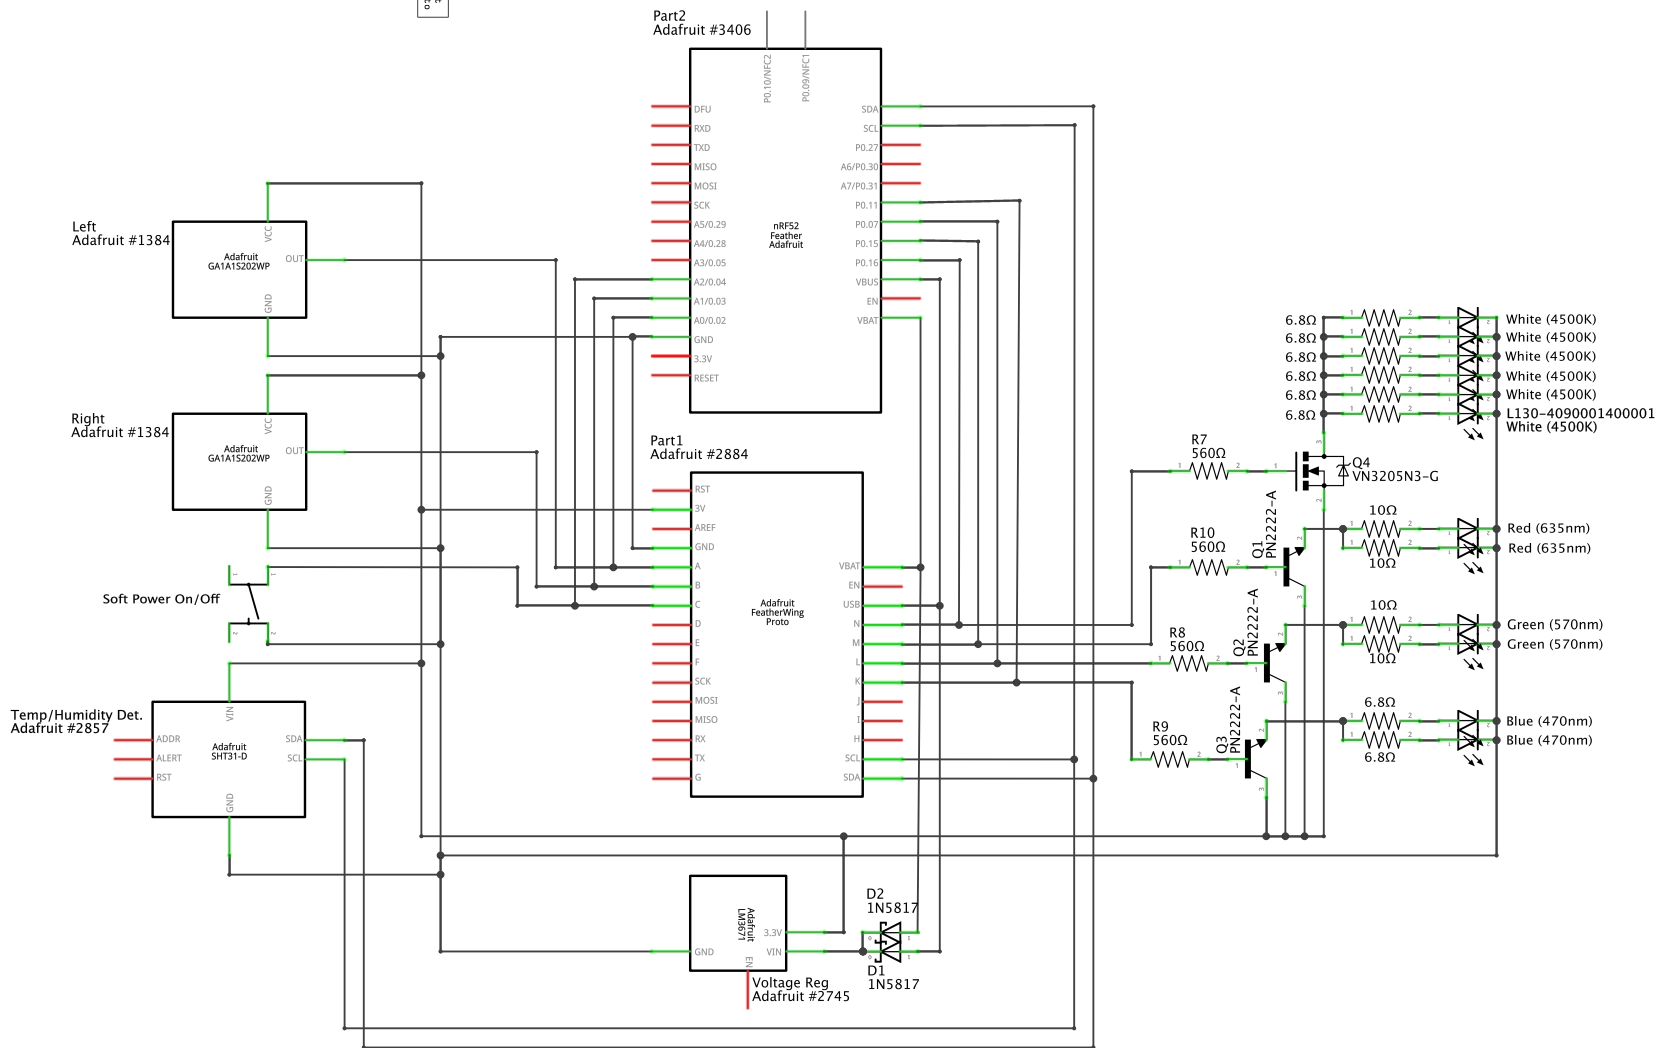 Part2
Adafruit #3406
P0.10/NFC2
P0.09/NFC1
DFU
RXD
TXD
MISO
MOSI
SCK
A5/0.29
A4/0.28
A3/0.05
A2/0.04
A1/0.03
A0/0.02
GND
3.3V
RESET
nRF52
Feather
Adafruit
SDA
SCL
P0.27
A6/P0.30
A7/P0.31
P0.11
P0.07
P0.15
P0.16
VBUS
EN
VBAT
Left
Adafruit #1384
VCC
Adafruit
GA1A1S202WP
OUT
GND
Right
Adafruit #1384
VCC
Adafruit
GA1A1S202WP
OUT
GND
Soft Power On/Off
1
1
2
2
Temp/Humidity Det.
Adafruit #2857
VIN
ADDR
ALERT
RST
Adafruit
SHT31-D
SDA
SCL
GND
Part1
Adafruit #2884
RST
3V
AREF
GND
A
B
C
D
E
F
SCK
MOSI
MISO
RX
TX
G
Adafruit
FeatherWing
Proto
VBAT
EN
USB
N
M
L
K
J
I
H
SCL
SDA
Adafruit
LM3671
GND
3.3V
VIN
EN
Voltage Reg
Adafruit #2745
D2
1N5817
D1
1N5817
6.8Ω White (4500K)
6.8Ω White (4500K)
6.8Ω White (4500K)
6.8Ω White (4500K)
6.8Ω White (4500K)
6.8Ω L130-4090001400001
White (4500K)
R7
560Ω
Q4
VN3205N3-G
R10
560Ω
Q1
PN2222-A
10Ω
Red (635nm)
Red (635nm)
10Ω
R8
560Ω
Q2
PN2222-A
10Ω
Green (570nm)
Green (570nm)
10Ω
R9
560Ω
Q3
PN2222-A
6.8Ω
Blue (470nm)
Blue (470nm)
6.8Ω